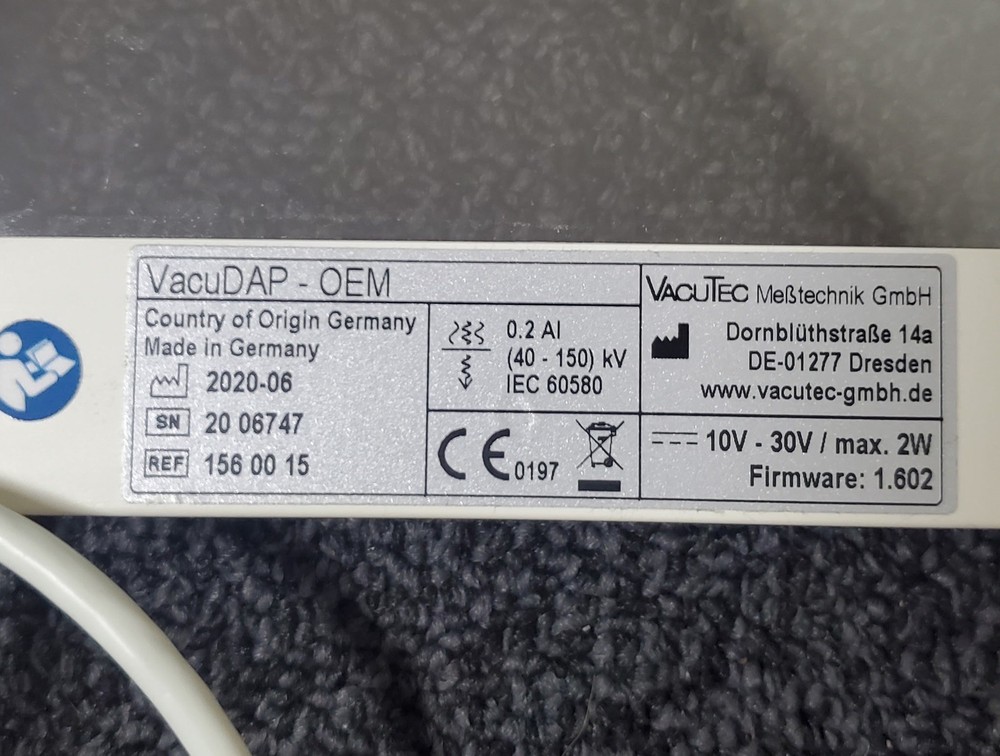 VacuDAP - OEM
Country of Origin Germany
Made in Germany
2020-06
SN 20 06747
REF 156 00 15
0.2 Al
(40 - 150) kV
IEC 60580
CE 0197
VACUTEC Meßtechnik GmbH
Dornblüthstraße 14a
DE-01277 Dresden
www.vacutec-gmbh.de
10V - 30V / max. 2W
Firmware: 1.602